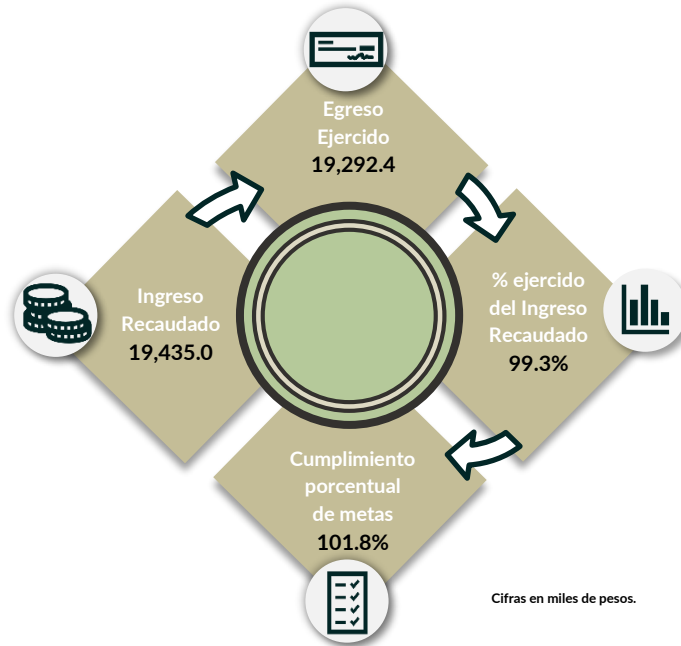 Egreso
Ejercido
19,292.4
Ingreso
Recaudado
19,435.0
% ejercido
del Ingreso
Recaudado
99.3%
Cumplimiento
porcentual
de metas
101.8%
Cifras en miles de pesos.